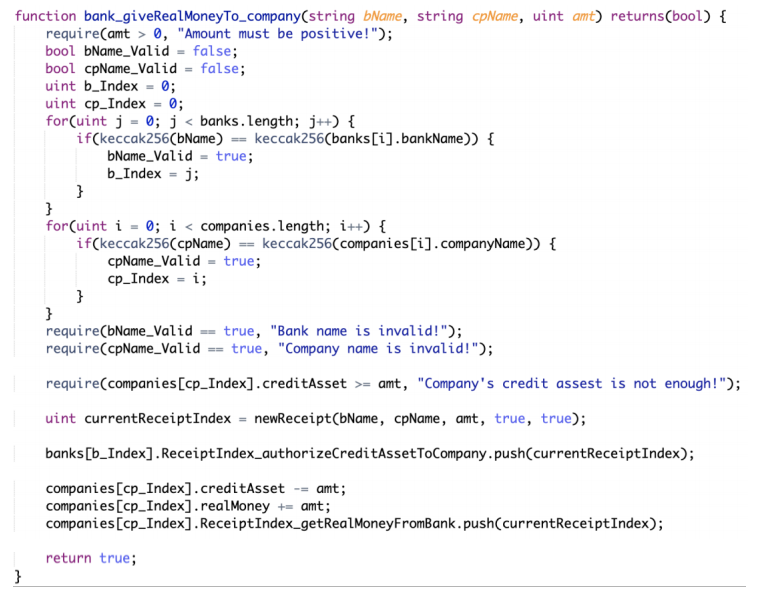 function bank_giveRealMoneyTo_company(string bName, string cpName, uint amt) returns(bool) {
    require(amt > 0, "Amount must be positive!");
    bool bName_Valid = false;
    bool cpName_Valid = false;
    uint b_Index = 0;
    uint cp_Index = 0;
    for(uint j = 0; j < banks.length; j++) {
        if(keccak256(bName) == keccak256(banks[i].bankName)) {
            bName_Valid = true;
            b_Index = j;
        }
    }
    for(uint i = 0; i < companies.length; i++) {
        if(keccak256(cpName) == keccak256(companies[i].companyName)) {
            cpName_Valid = true;
            cp_Index = i;
        }
    }
    require(bName_Valid == true, "Bank name is invalid!");
    require(cpName_Valid == true, "Company name is invalid!");

    require(companies[cp_Index].creditAsset >= amt, "Company's credit assest is not enough!");

    uint currentReceiptIndex = newReceipt(bName, cpName, amt, true, true);

    banks[b_Index].ReceiptIndex_authorizeCreditAssetToCompany.push(currentReceiptIndex);

    companies[cp_Index].creditAsset -= amt;
    companies[cp_Index].realMoney += amt;
    companies[cp_Index].ReceiptIndex_getRealMoneyFromBank.push(currentReceiptIndex);

    return true;
}